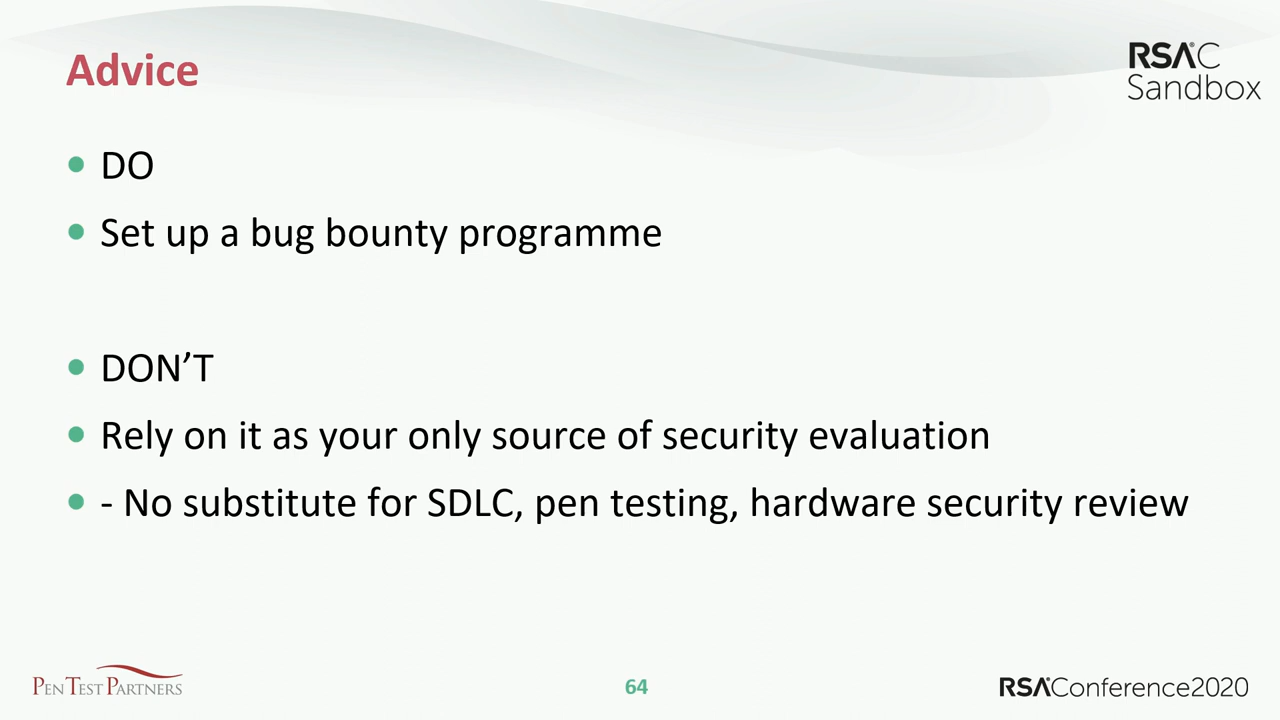 Advice
RSAC
Sandbox
DO
Set up a bug bounty programme
DON’T
Rely on it as your only source of security evaluation
- No substitute for SDLC, pen testing, hardware security review
PEN TEST PARTNERS
64
RSAConference2020